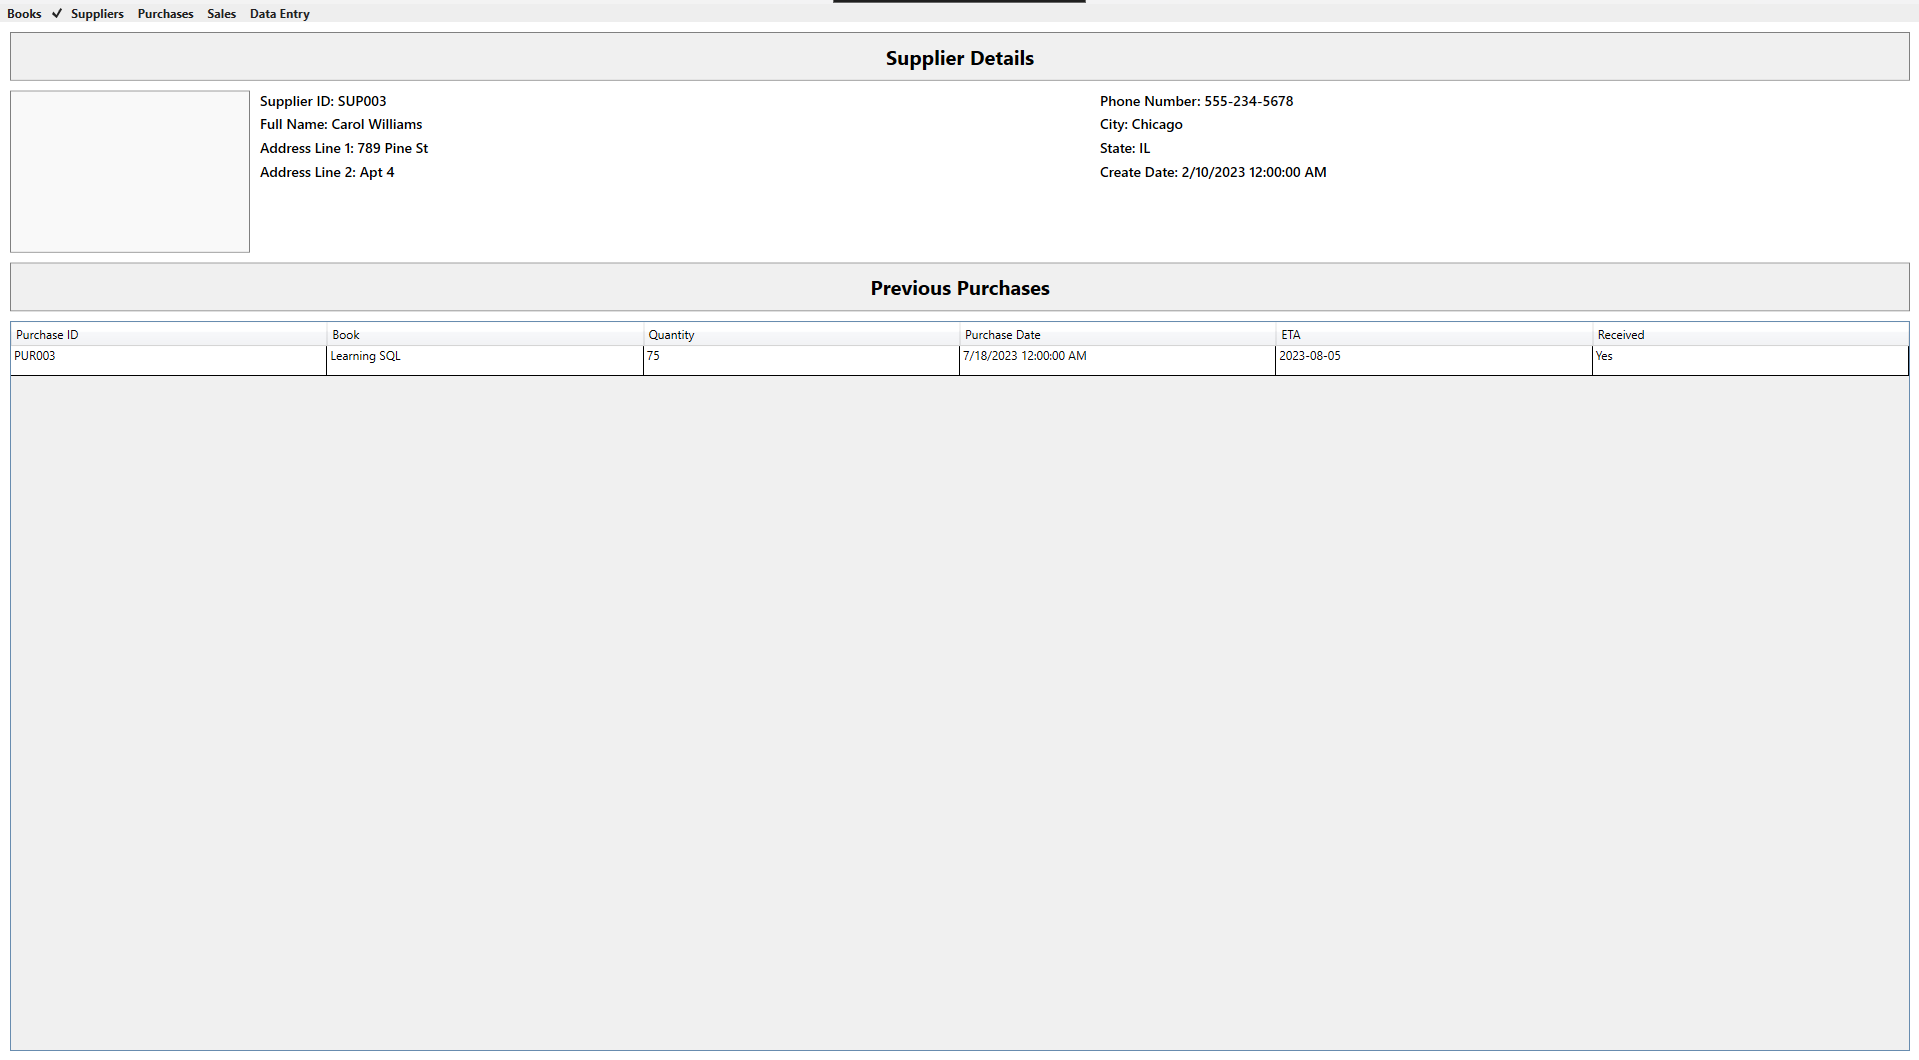 Books ✓ Suppliers Purchases Sales Data Entry
Supplier Details
Supplier ID: SUP003 Phone Number: 555-234-5678
Full Name: Carol Williams City: Chicago
Address Line 1: 789 Pine St State: IL
Address Line 2: Apt 4 Create Date: 2/10/2023 12:00:00 AM
Previous Purchases
Purchase ID Book Quantity Purchase Date ETA Received
PUR003 Learning SQL 75 7/18/2023 12:00:00 AM 2023-08-05 Yes